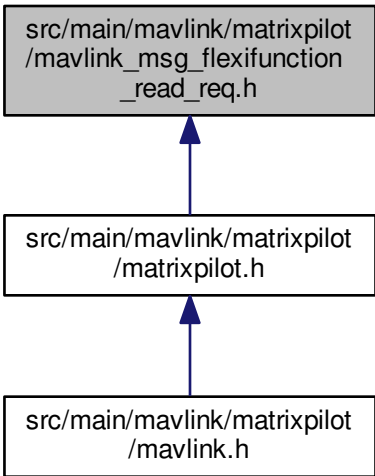 src/main/mavlink/matrixpilot
/mavlink_msg_flexifunction
_read_req.h
src/main/mavlink/matrixpilot
/matrixpilot.h
src/main/mavlink/matrixpilot
/mavlink.h